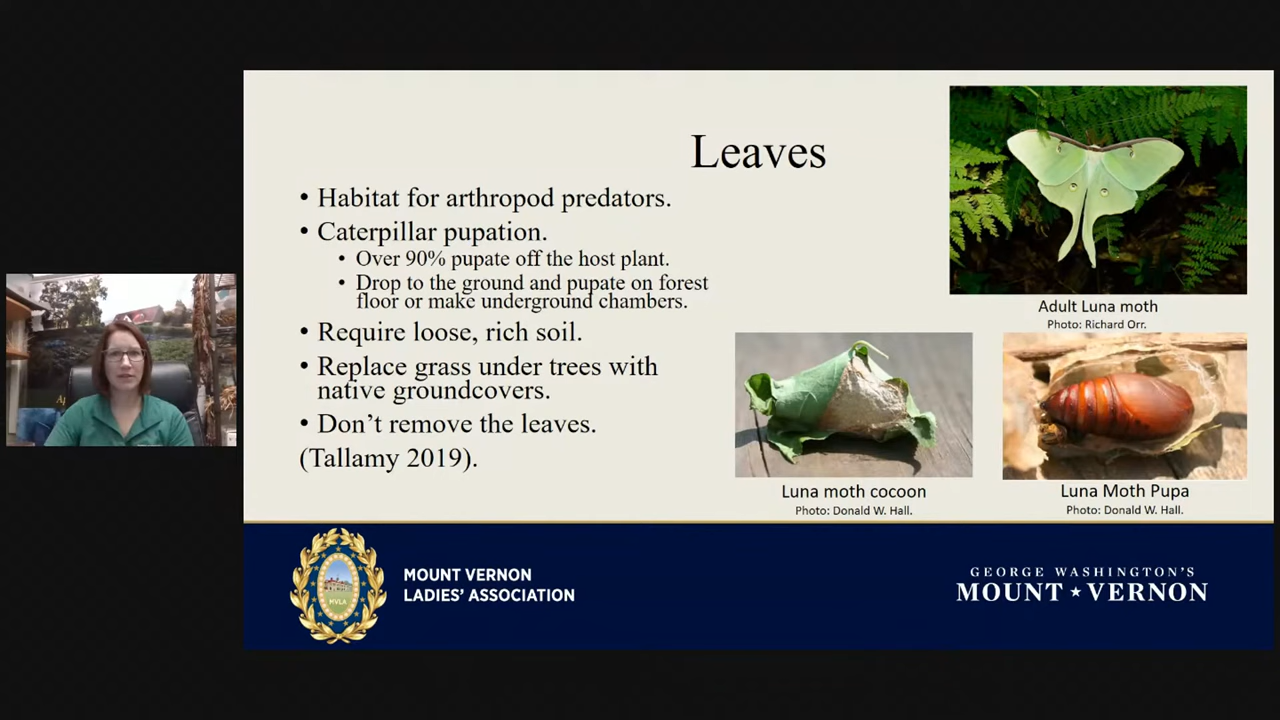 Leaves
• Habitat for arthropod predators.
• Caterpillar pupation.
• Over 90% pupate off the host plant.
• Drop to the ground and pupate on forest
floor or make underground chambers.
• Require loose, rich soil.
• Replace grass under trees with
native groundcovers.
• Don’t remove the leaves.
(Tallamy 2019).
Adult Luna moth
Photo: Richard Orr.
Luna moth cocoon
Photo: Donald W. Hall.
Luna Moth Pupa
Photo: Donald W. Hall.
MVLA
MOUNT VERNON
LADIES’ ASSOCIATION
GEORGE WASHINGTON’S
MOUNT★VERNON